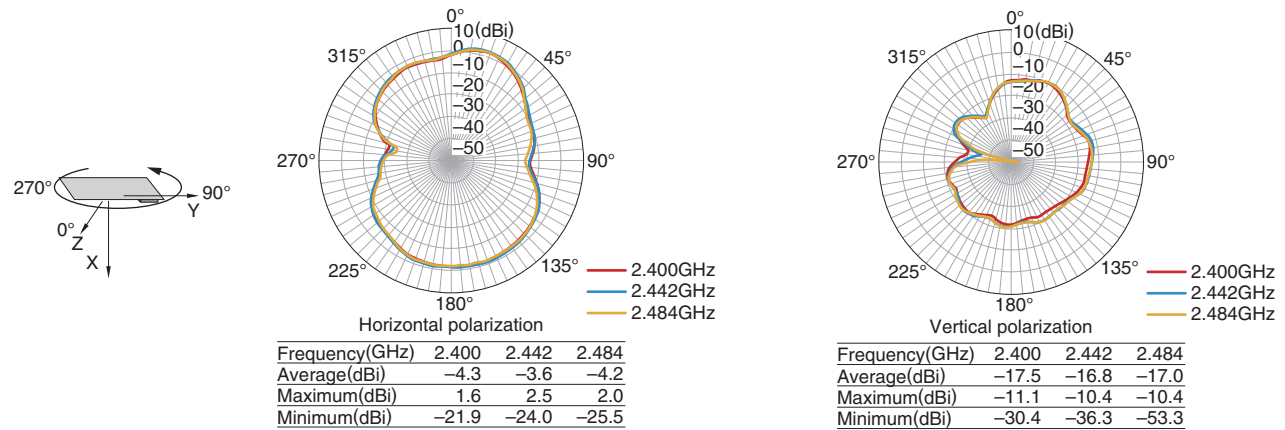 270°
90°
Y
0°
Z
X
0°
10(dBi)
0
−10
−20
−30
−40
−50
45°
90°
135°
180°
225°
270°
315°
2.400GHz
2.442GHz
2.484GHz
Horizontal polarization
Frequency(GHz) 2.400 2.442 2.484
Average(dBi) −4.3 −3.6 −4.2
Maximum(dBi) 1.6 2.5 2.0
Minimum(dBi) −21.9 −24.0 −25.5
0°
10(dBi)
0
−10
−20
−30
−40
−50
45°
90°
135°
180°
225°
270°
315°
2.400GHz
2.442GHz
2.484GHz
Vertical polarization
Frequency(GHz) 2.400 2.442 2.484
Average(dBi) −17.5 −16.8 −17.0
Maximum(dBi) −11.1 −10.4 −10.4
Minimum(dBi) −30.4 −36.3 −53.3